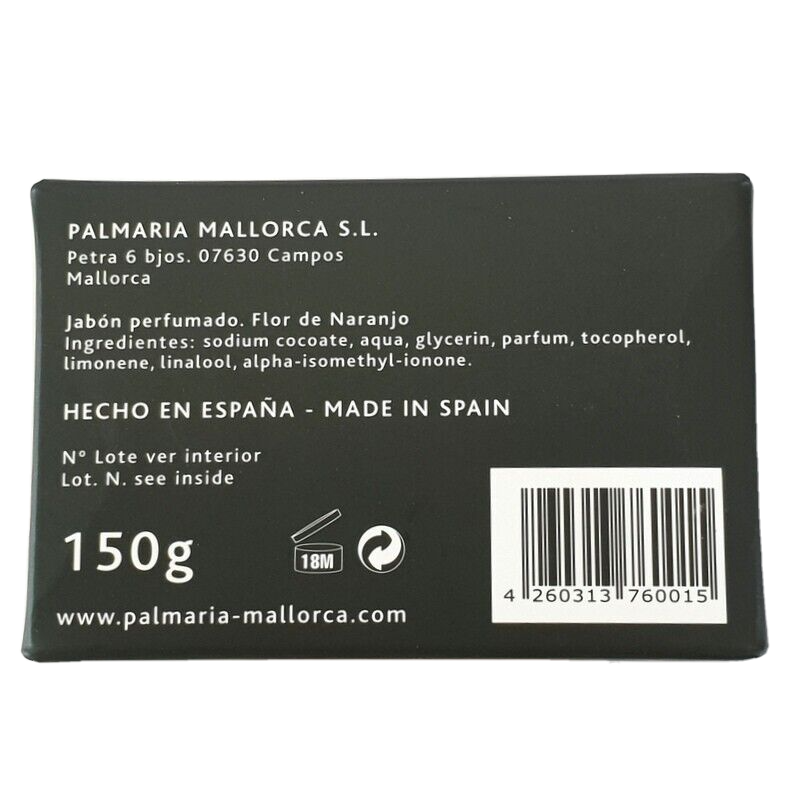 PALMARIA MALLORCA S.L.
Petra 6 bjos. 07630 Campos
Mallorca
Jabón perfumado. Flor de Naranjo
Ingredientes: sodium cocoate, aqua, glycerin, parfum, tocopherol,
limonene, linalool, alpha-isomethyl-ionone.
HECHO EN ESPAÑA - MADE IN SPAIN
Nº Lote ver interior
Lot. N. see inside
150g
18M
4 260313 760015
www.palmaria-mallorca.com